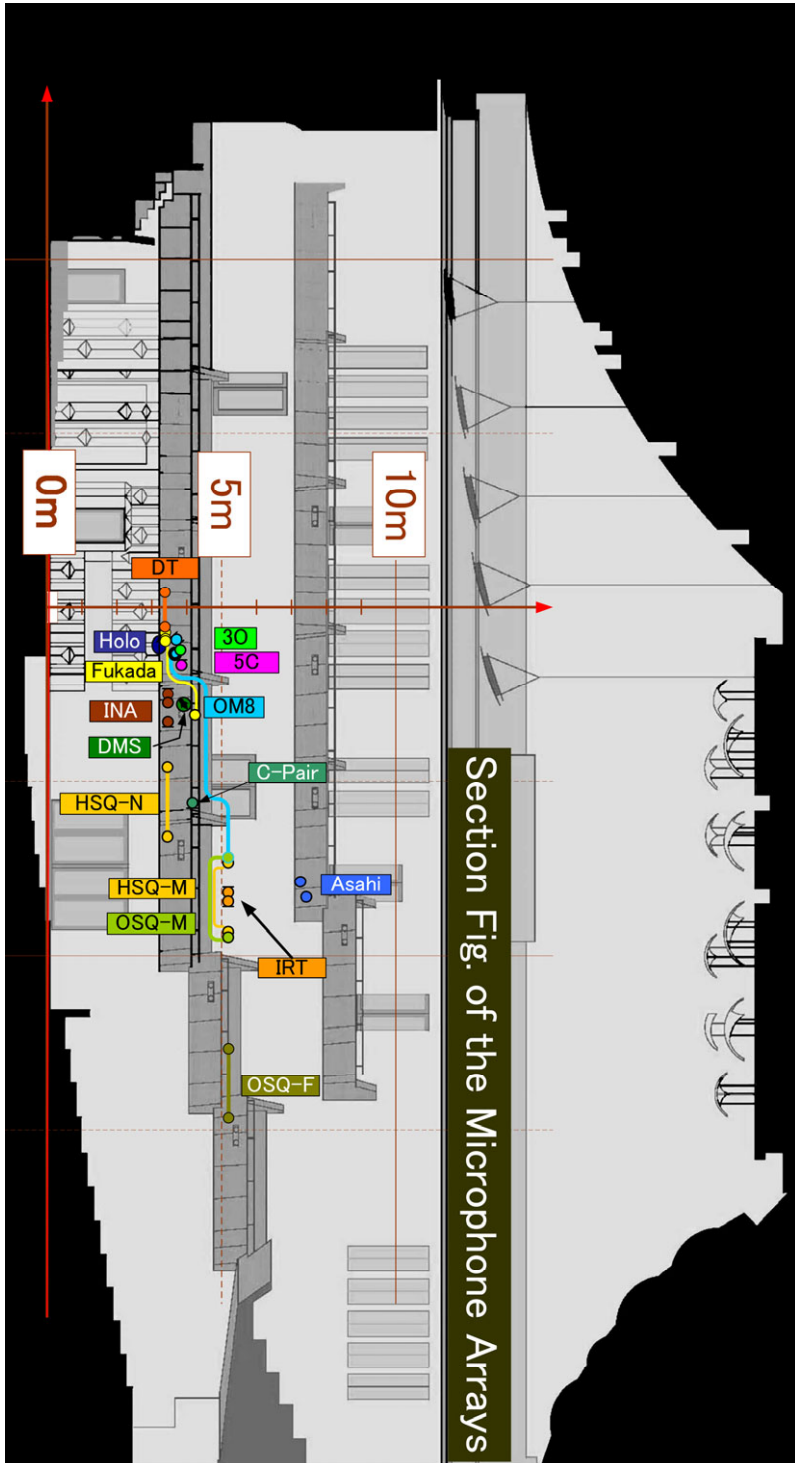 0m
5m
10m
DT
Holo
3O
5C
Fukada
INA
OM8
DMS
C-Pair
HSQ-N
HSQ-M
Asahi
OSQ-M
IRT
OSQ-F
Section Fig. of the Microphone Arrays